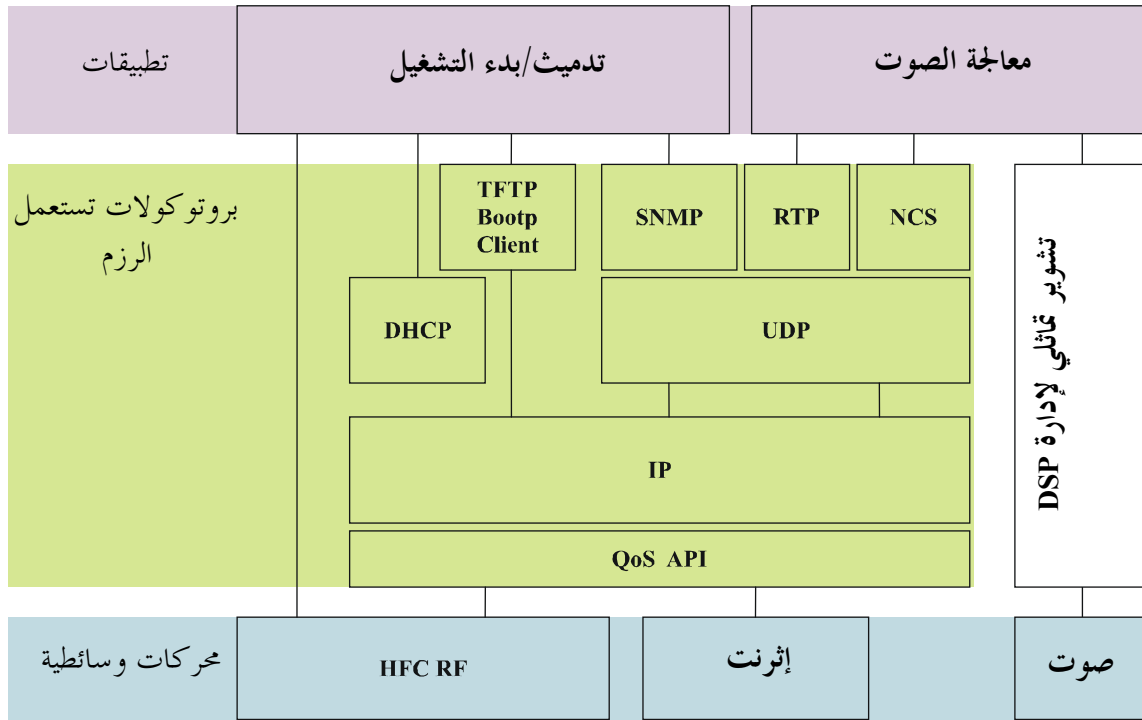 معالجة الصوت
تدميث/بدء التشغيل
تطبيقات
بروتوكولات تستعمل
الرزم
TFTP
Bootp
Client
SNMP
RTP
NCS
DHCP
UDP
IP
QoS API
تشوير تماثلي لإدارة DSP
محركات وسائطية
HFC RF
إثرنت
صوت